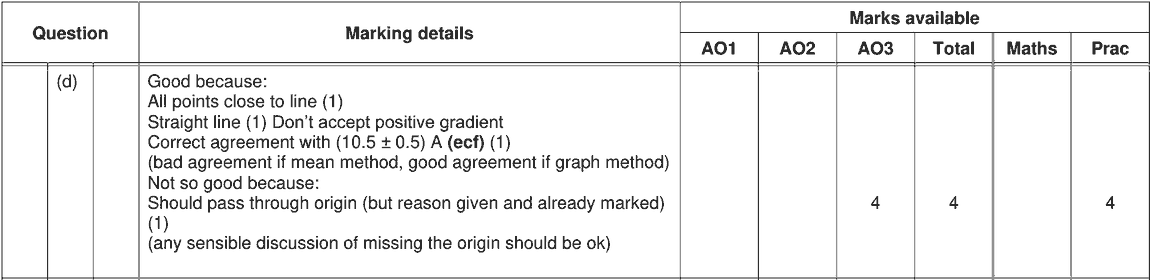 Question
Marking details
Marks available
AO1 AO2 AO3 Total Maths Prac
(d)
Good because:
All points close to line (1)
Straight line (1) Don't accept positive gradient
Correct agreement with (10.5 ± 0.5) A (ecf) (1)
(bad agreement if mean method, good agreement if graph method)
Not so good because:
Should pass through origin (but reason given and already marked)
(1)
(any sensible discussion of missing the origin should be ok)
4 4 4